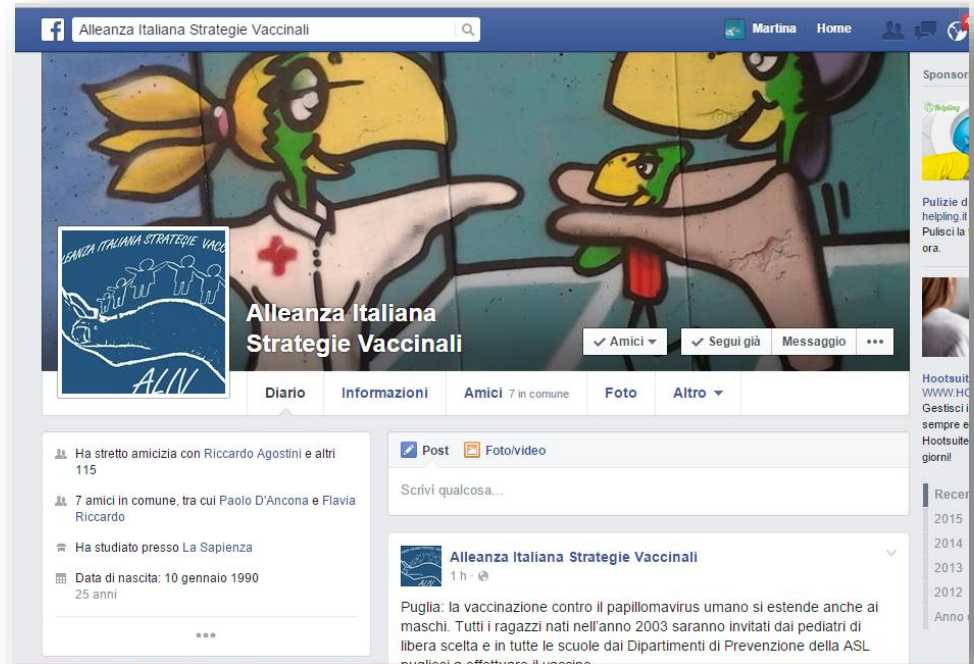 Alleanza Italiana Strategie Vaccinali
Martina Home
ALLEANZA ITALIANA STRATEGIE VACC
ALIV
Alleanza Italiana
Strategie Vaccinali
Amici
Segui già
Messaggio
Diario
Informazioni
Amici 7 in comune
Foto
Altro
Ha stretto amicizia con Riccardo Agostini e altri
115
7 amici in comune, tra cui Paolo D'Ancona e Flavia
Riccardo
Ha studiato presso La Sapienza
Data di nascita: 10 gennaio 1990
25 anni
Post
Foto/video
Scrivi qualcosa...
Alleanza Italiana Strategie Vaccinali
1 h
Puglia: la vaccinazione contro il papillomavirus umano si estende anche ai
maschi. Tutti i ragazzi nati nell'anno 2003 saranno invitati dai pediatri di
libera scelta e in tutte le scuole dai Dipartimenti di Prevenzione della ASL
pugliesi a effettuare il vaccino
Sponsor
Helpling
Pulizie d
helpling.it
Pulisci la
ora.
Hootsuit
WWW.HO
Gestisci i
sempre e
Hootsuite
giorni!
Recen
2015
2014
2013
2012
Anno